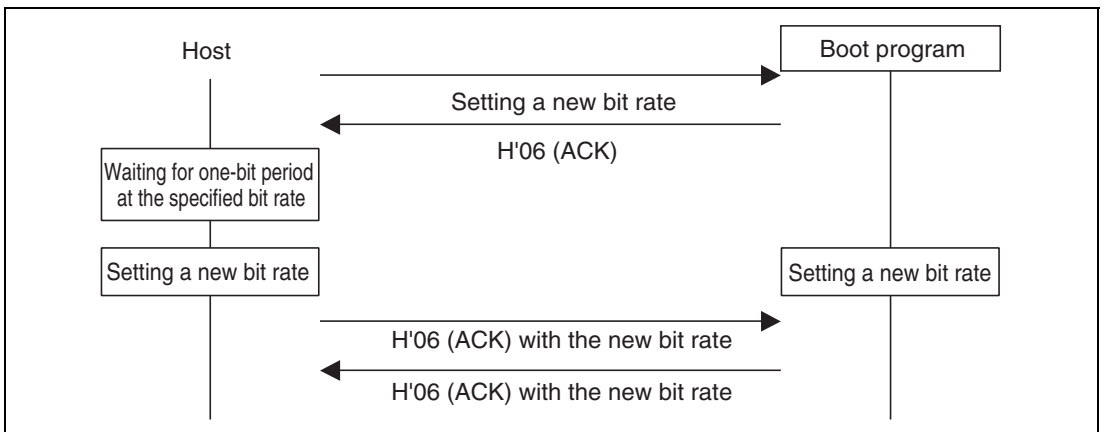 Host
Boot program
Setting a new bit rate
H'06 (ACK)
Waiting for one-bit period
at the specified bit rate
Setting a new bit rate
Setting a new bit rate
H'06 (ACK) with the new bit rate
H'06 (ACK) with the new bit rate